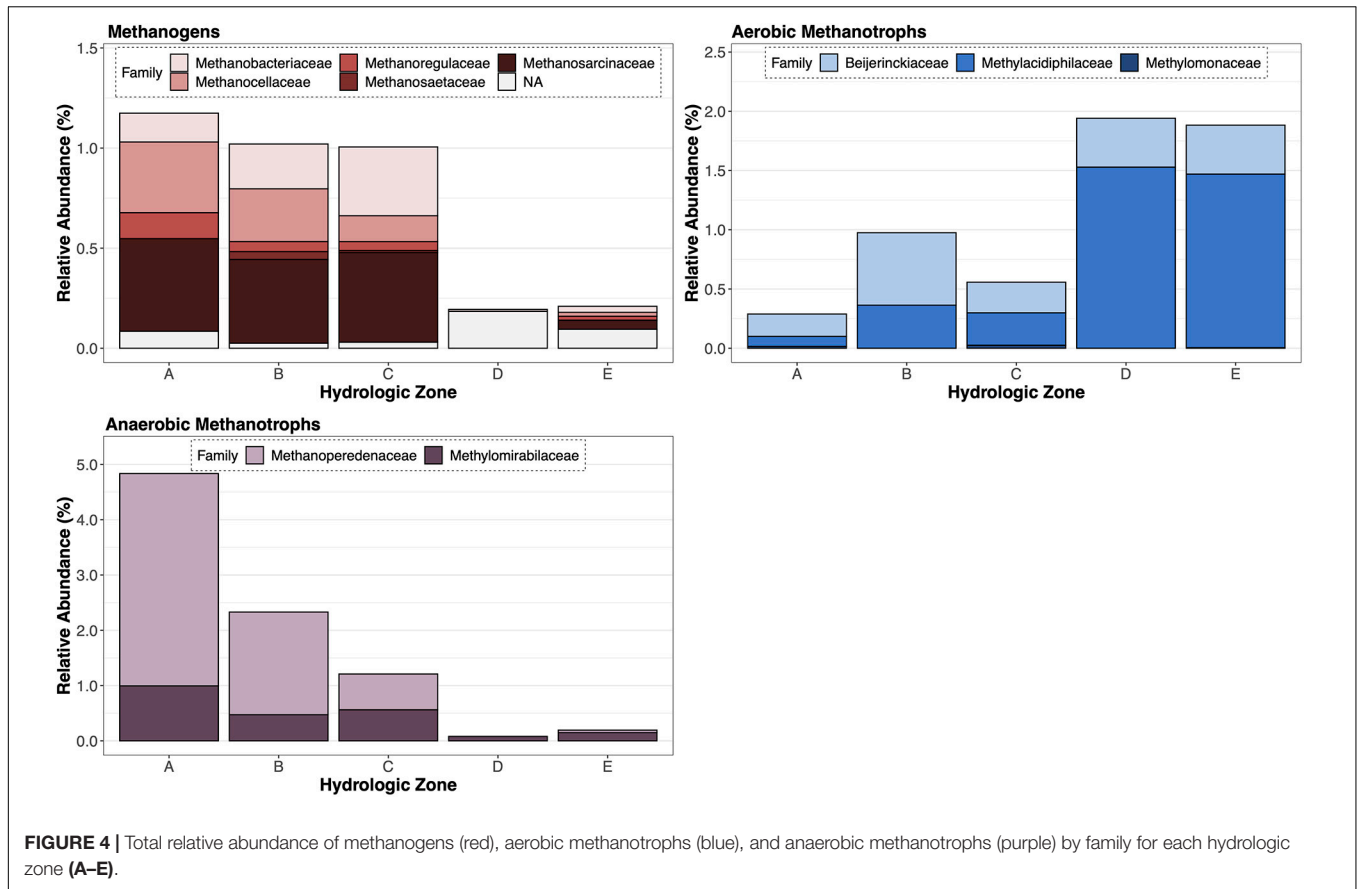 Methanogens
Family
Methanobacteriaceae
Methanoregulaceae
Methanosarcinaceae
Methanocellaceae
Methanosaetaceae
NA
Relative Abundance (%)
1.5
1.0
0.5
0.0
A B C D E
Hydrologic Zone
Aerobic Methanotrophs
Family Beijerinckiaceae Methylacidiphilaceae Methylomonaceae
Relative Abundance (%)
2.5
2.0
1.5
1.0
0.5
0.0
A B C D E
Hydrologic Zone
Anaerobic Methanotrophs
Family Methanoperedenaceae Methylomirabilaceae
Relative Abundance (%)
5.0
4.0
3.0
2.0
1.0
0.0
A B C D E
Hydrologic Zone
FIGURE 4 | Total relative abundance of methanogens (red), aerobic methanotrophs (blue), and anaerobic methanotrophs (purple) by family for each hydrologic
zone (A–E).